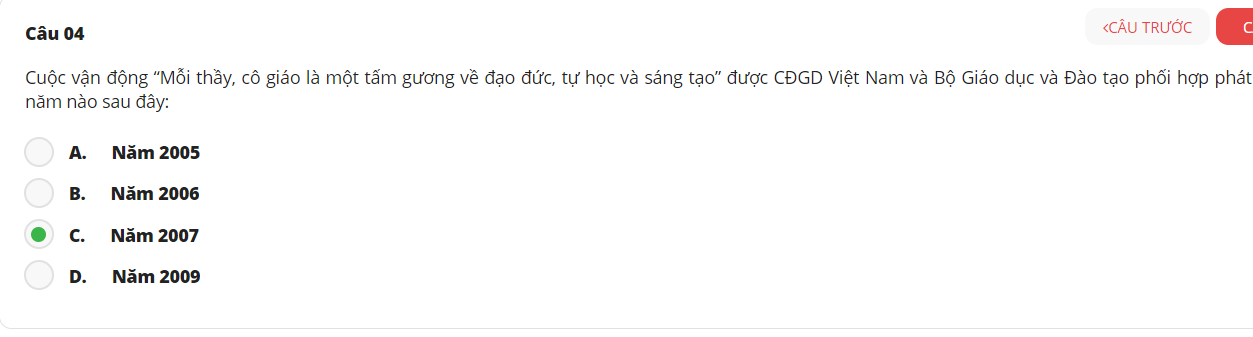 Câu 04
<CÂU TRƯỚC
C
Cuộc vận động “Mỗi thầy, cô giáo là một tấm gương về đạo đức, tự học và sáng tạo” được CĐGD Việt Nam và Bộ Giáo dục và Đào tạo phối hợp phát
năm nào sau đây:
A. Năm 2005
B. Năm 2006
C. Năm 2007
D. Năm 2009